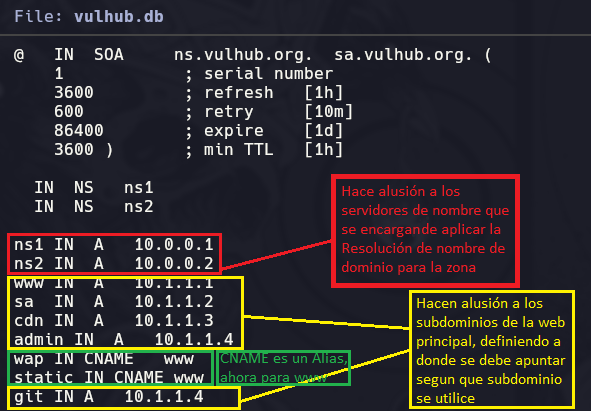 File: vulhub.db
@ IN SOA ns.vulhub.org. sa.vulhub.org. (
1 ; serial number
3600 ; refresh [1h]
600 ; retry [10m]
86400 ; expire [1d]
3600 ) ; min TTL [1h]
IN NS ns1
IN NS ns2
Hace alusión a los
servidores de nombre que
se encargande aplicar la
Resolución de nombre de
dominio para la zona
ns1 IN A 10.0.0.1
ns2 IN A 10.0.0.2
www IN A 10.1.1.1
sa IN A 10.1.1.2
cdn IN A 10.1.1.3
admin IN A 10.1.1.4
Hacen alusión a los
subdominios de la web
principal, definiendo a
donde se debe apuntar
segun que subdominio
se utilice
wap IN CNAME www
static IN CNAME www
CNAME es un Alias,
ahora para www
git IN A 10.1.1.4